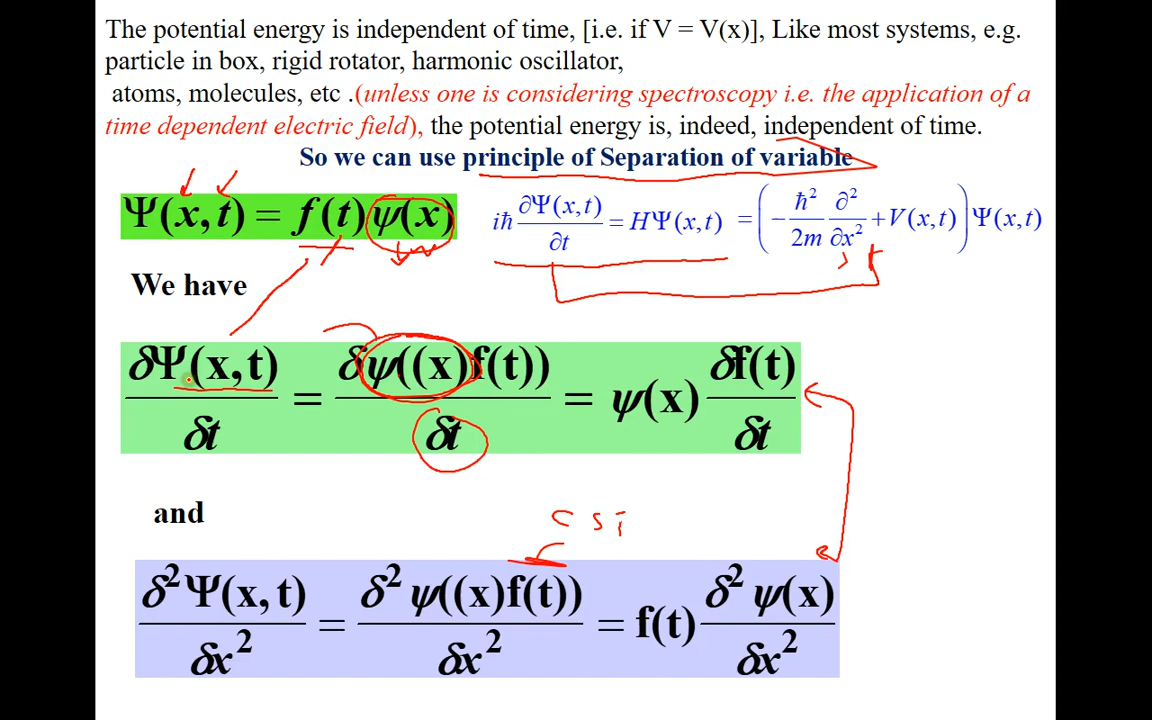 The potential energy is independent of time, [i.e. if V = V(x)], Like most systems, e.g.
particle in box, rigid rotator, harmonic oscillator,
atoms, molecules, etc .(unless one is considering spectroscopy i.e. the application of a
time dependent electric field), the potential energy is, indeed, independent of time.
So we can use principle of Separation of variable
Ψ(x, t) = f(t)ψ(x)
iħ ∂Ψ(x,t)/∂t = HΨ(x,t) = (−ħ²/2m ∂²/∂x² + V(x,t)) Ψ(x,t)
We have
δΨ(x,t)/δt = δψ((x)f(t))/δt = ψ(x) δf(t)/δt
and
δ²Ψ(x,t)/δx² = δ²ψ((x)f(t))/δx² = f(t) δ²ψ(x)/δx²